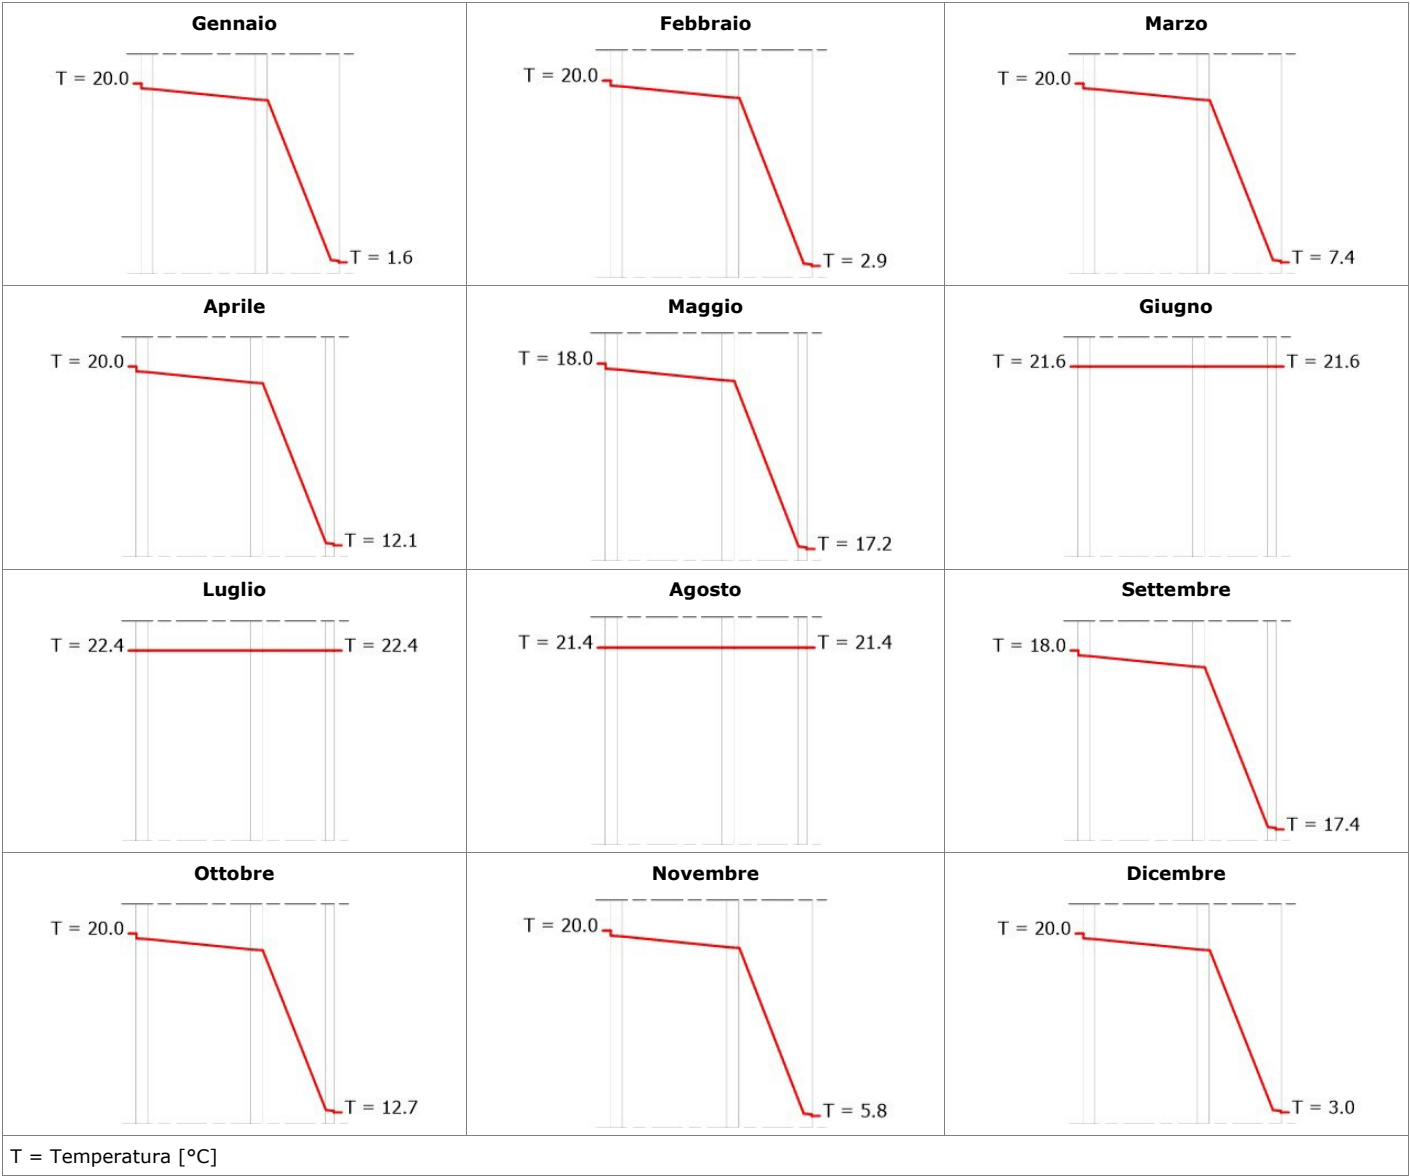 Gennaio
T = 20.0
T = 1.6
Febbraio
T = 20.0
T = 2.9
Marzo
T = 20.0
T = 7.4
Aprile
T = 20.0
T = 12.1
Maggio
T = 18.0
T = 17.2
Giugno
T = 21.6
T = 21.6
Luglio
T = 22.4
T = 22.4
Agosto
T = 21.4
T = 21.4
Settembre
T = 18.0
T = 17.4
Ottobre
T = 20.0
T = 12.7
Novembre
T = 20.0
T = 5.8
Dicembre
T = 20.0
T = 3.0
T = Temperatura [°C]